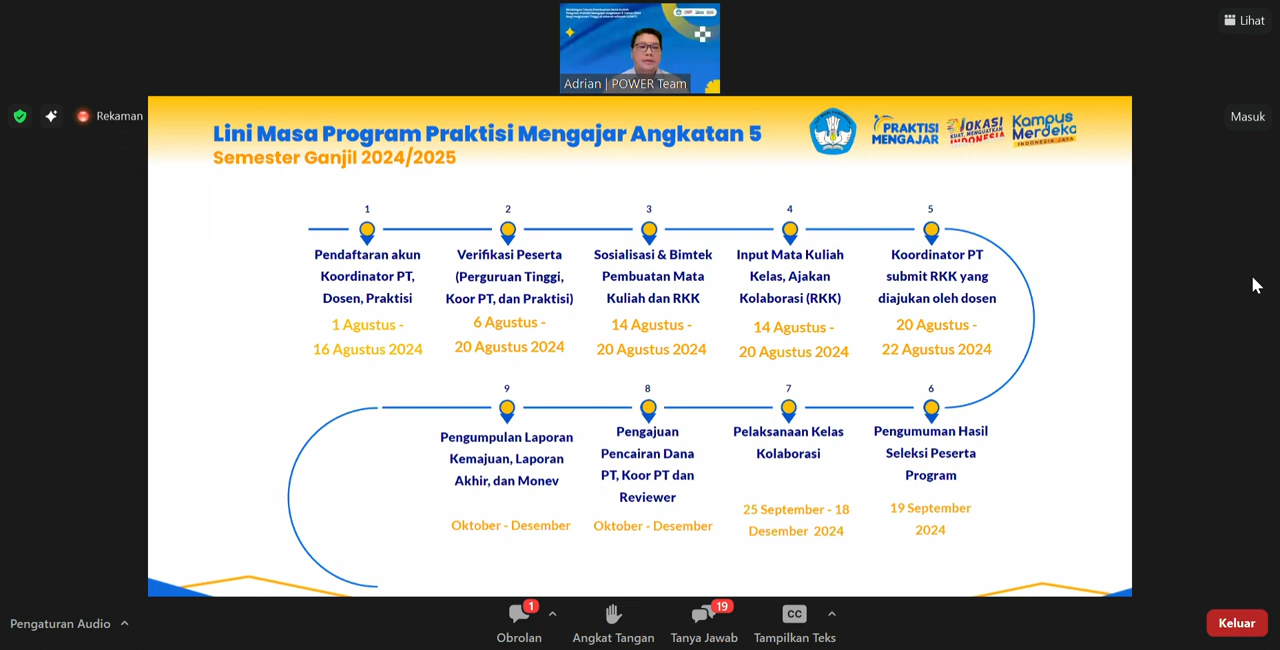 Lihat
Adrian | POWER Team
Rekaman
Masuk
Lini Masa Program Praktisi Mengajar Angkatan 5
Semester Ganjil 2024/2025
PRAKTISI
MENGAJAR
KUAT, MENGUATKAN
INDONESIA
Kampus
Merdeka
INDONESIA JAYA
1
Pendaftaran akun
Koordinator PT,
Dosen, Praktisi
1 Agustus -
16 Agustus 2024
2
Verifikasi Peserta
(Perguruan Tinggi,
Koor PT, dan Praktisi)
6 Agustus -
20 Agustus 2024
3
Sosialisasi & Bimtek
Pembuatan Mata
Kuliah dan RKK
14 Agustus -
20 Agustus 2024
4
Input Mata Kuliah
Kelas, Ajakan
Kolaborasi (RKK)
14 Agustus -
20 Agustus 2024
5
Koordinator PT
submit RKK yang
diajukan oleh dosen
20 Agustus -
22 Agustus 2024
9
Pengumpulan Laporan
Kemajuan, Laporan
Akhir, dan Monev
Oktober - Desember
8
Pengajuan
Pencairan Dana
PT, Koor PT dan
Reviewer
Oktober - Desember
7
Pelaksanaan Kelas
Kolaborasi
25 September - 18
Desember 2024
6
Pengumuman Hasil
Seleksi Peserta
Program
19 September
2024
Pengaturan Audio
1
Obrolan
Angkat Tangan
19
Tanya Jawab
CC
Tampilkan Teks
Keluar